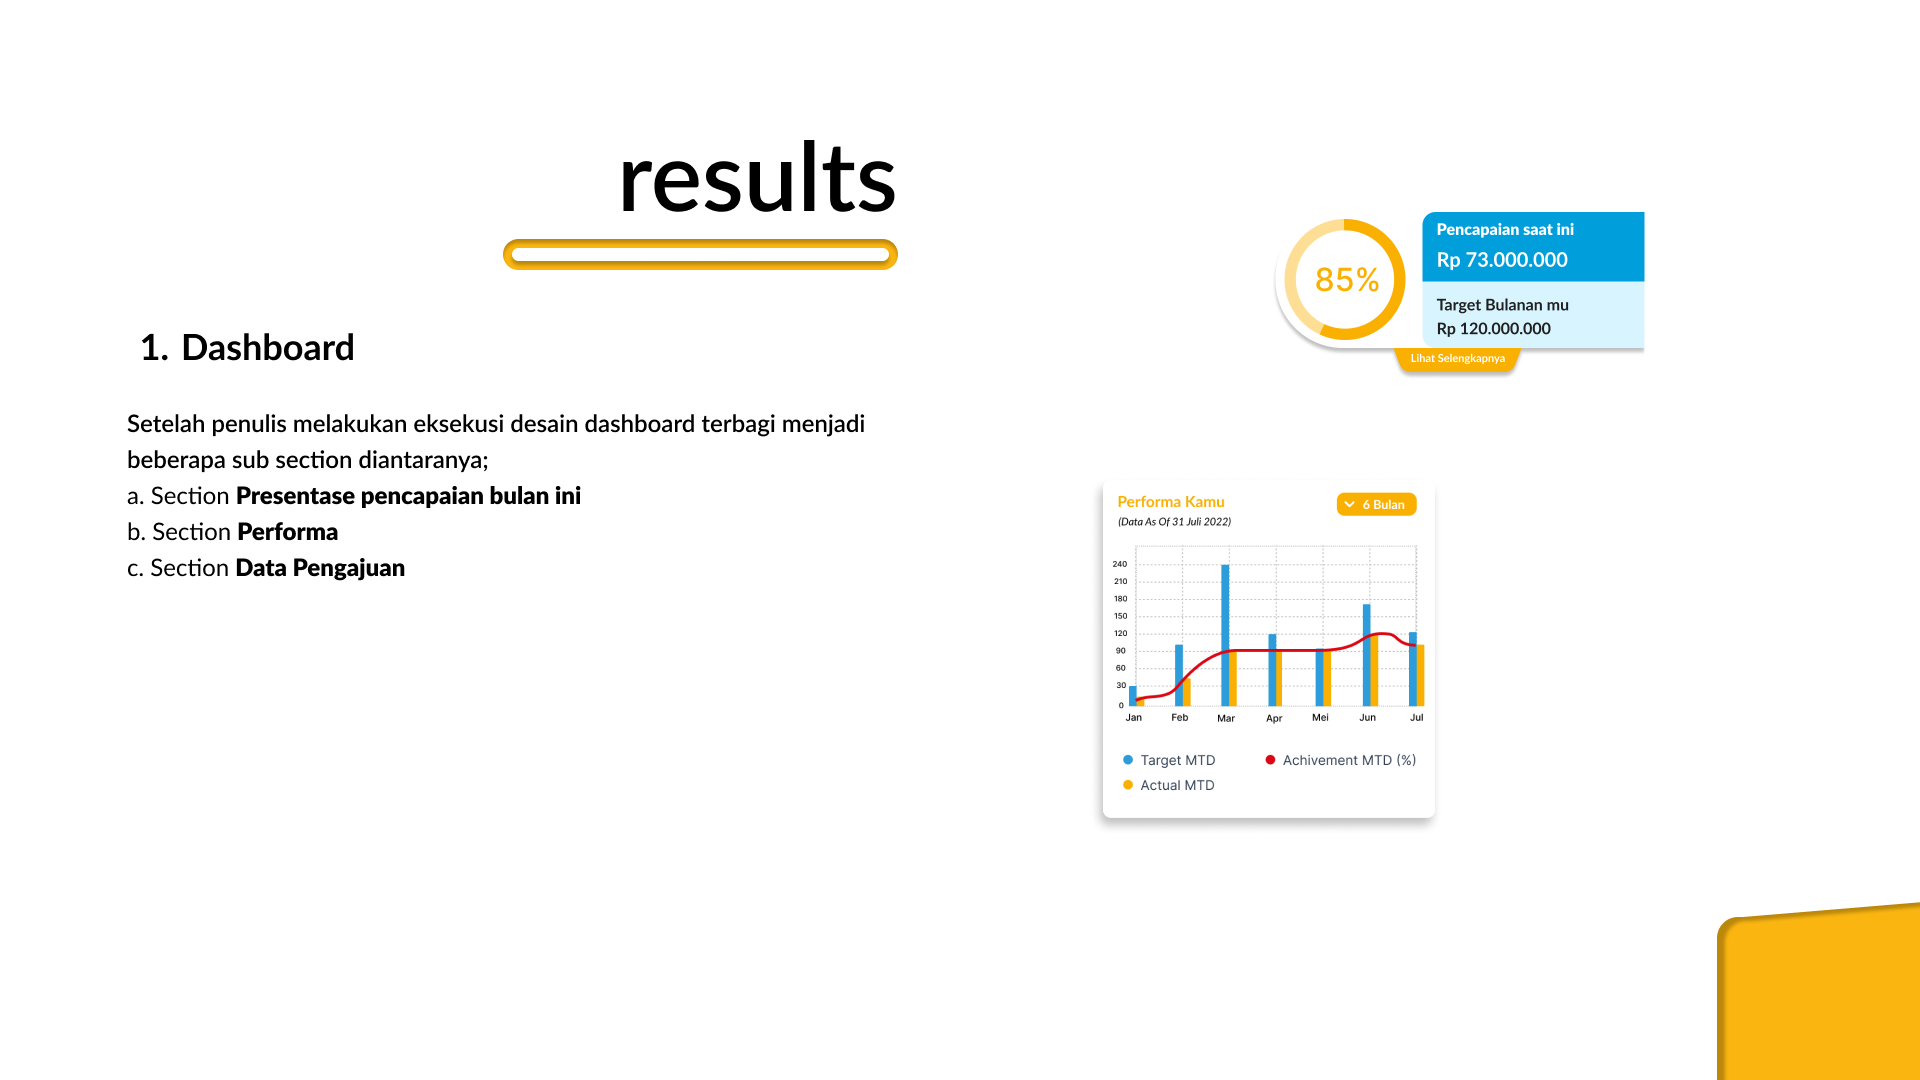 results
1. Dashboard
Setelah penulis melakukan eksekusi desain dashboard terbagi menjadi
beberapa sub section diantaranya;
a. Section Presentase pencapaian bulan ini
b. Section Performa
c. Section Data Pengajuan
85%
Pencapaian saat ini
Rp 73.000.000
Target Bulanan mu
Rp 120.000.000
Lihat Selengkapnya
Performa Kamu
6 Bulan
(Data As Of 31 Juli 2022)
240
210
180
150
120
90
60
30
0
Jan Feb Mar Apr Mei Jun Jul
Target MTD
Achivement MTD (%)
Actual MTD